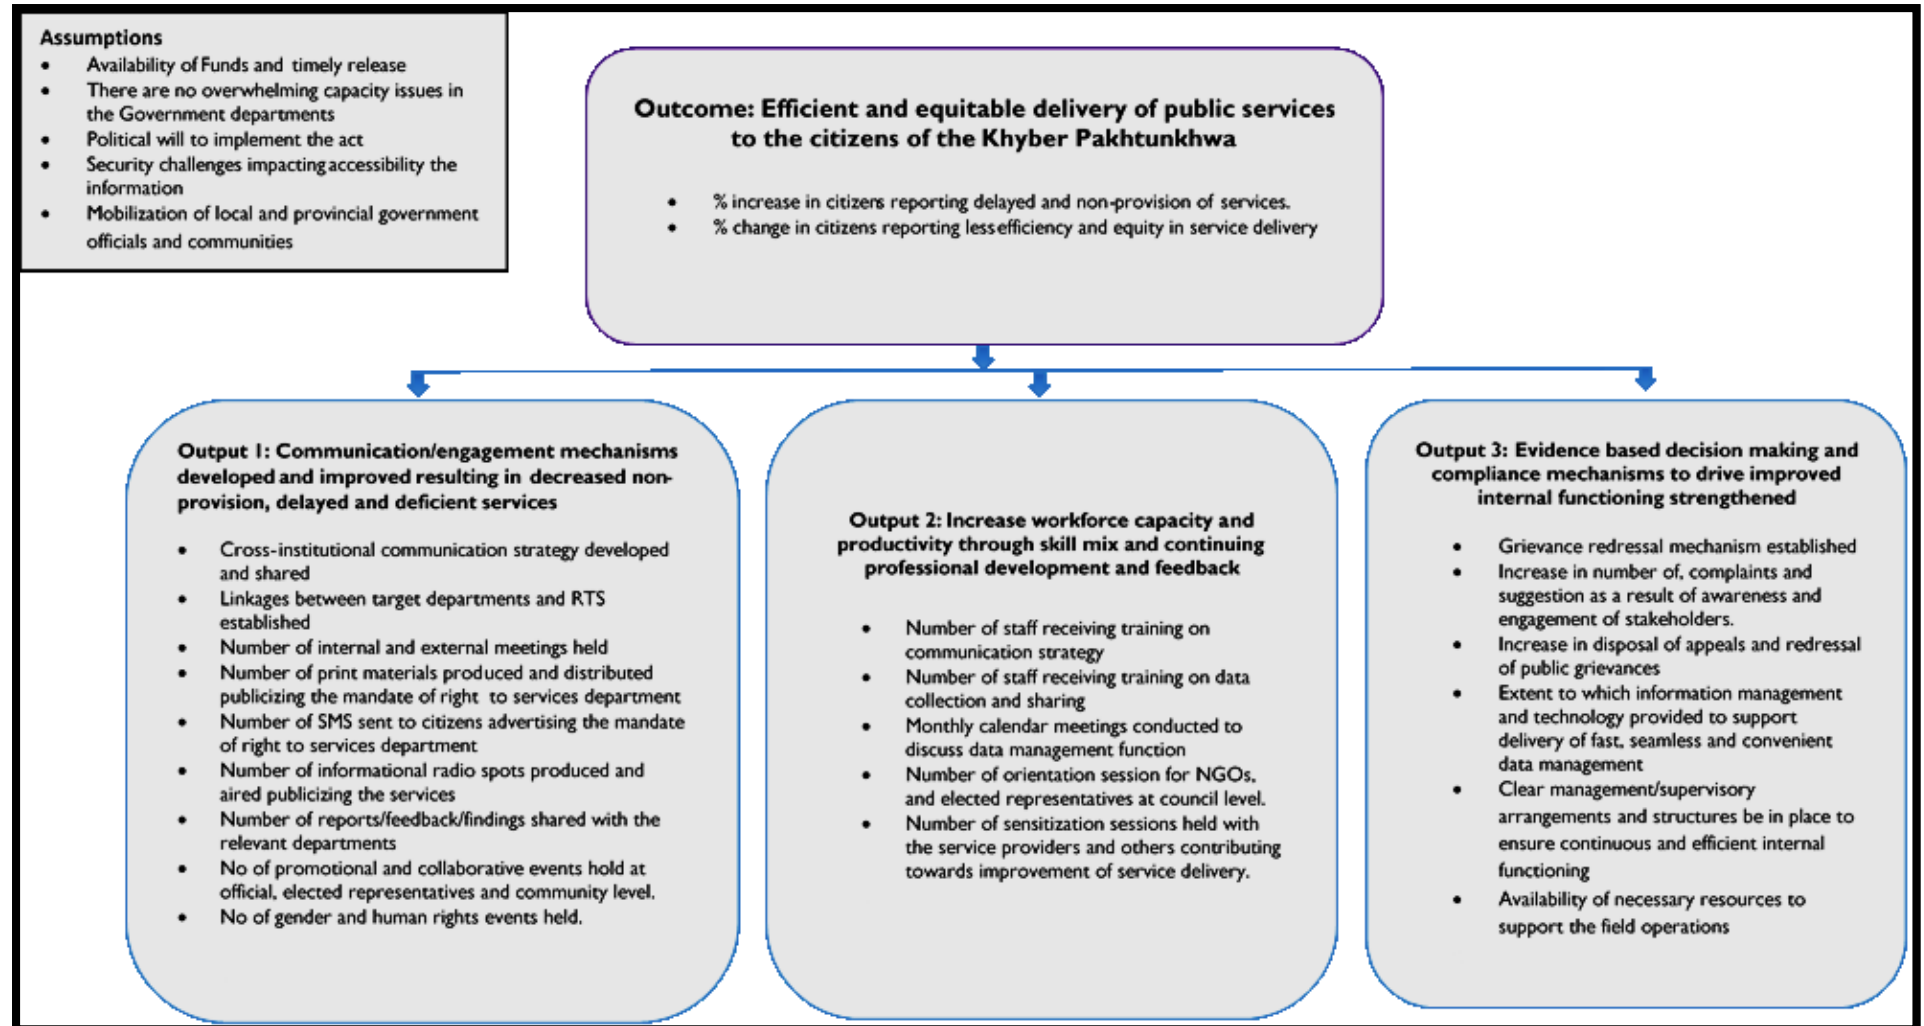 Assumptions
• Availability of Funds and timely release
• There are no overwhelming capacity issues in
the Government departments
• Political will to implement the act
• Security challenges impacting accessibility the
information
• Mobilization of local and provincial government
officials and communities
Outcome: Efficient and equitable delivery of public services
to the citizens of the Khyber Pakhtunkhwa
• % increase in citizens reporting delayed and non-provision of services.
• % change in citizens reporting less efficiency and equity in service delivery
Output 1: Communication/engagement mechanisms
developed and improved resulting in decreased non-
provision, delayed and deficient services
• Cross-institutional communication strategy developed
and shared
• Linkages between target departments and RTS
established
• Number of internal and external meetings held
• Number of print materials produced and distributed
publicizing the mandate of right to services department
• Number of SMS sent to citizens advertising the mandate
of right to services department
• Number of informational radio spots produced and
aired publicizing the services
• Number of reports/feedback/findings shared with the
relevant departments
• No of promotional and collaborative events hold at
official, elected representatives and community level.
• No of gender and human rights events held.
Output 2: Increase workforce capacity and
productivity through skill mix and continuing
professional development and feedback
• Number of staff receiving training on
communication strategy
• Number of staff receiving training on data
collection and sharing
• Monthly calendar meetings conducted to
discuss data management function
• Number of orientation session for NGOs,
and elected representatives at council level.
• Number of sensitization sessions held with
the service providers and others contributing
towards improvement of service delivery.
Output 3: Evidence based decision making and
compliance mechanisms to drive improved
internal functioning strengthened
• Grievance redressal mechanism established
• Increase in number of, complaints and
suggestion as a result of awareness and
engagement of stakeholders.
• Increase in disposal of appeals and redressal
of public grievances
• Extent to which information management
and technology provided to support
delivery of fast, seamless and convenient
data management
• Clear management/supervisory
arrangements and structures be in place to
ensure continuous and efficient internal
functioning
• Availability of necessary resources to
support the field operations